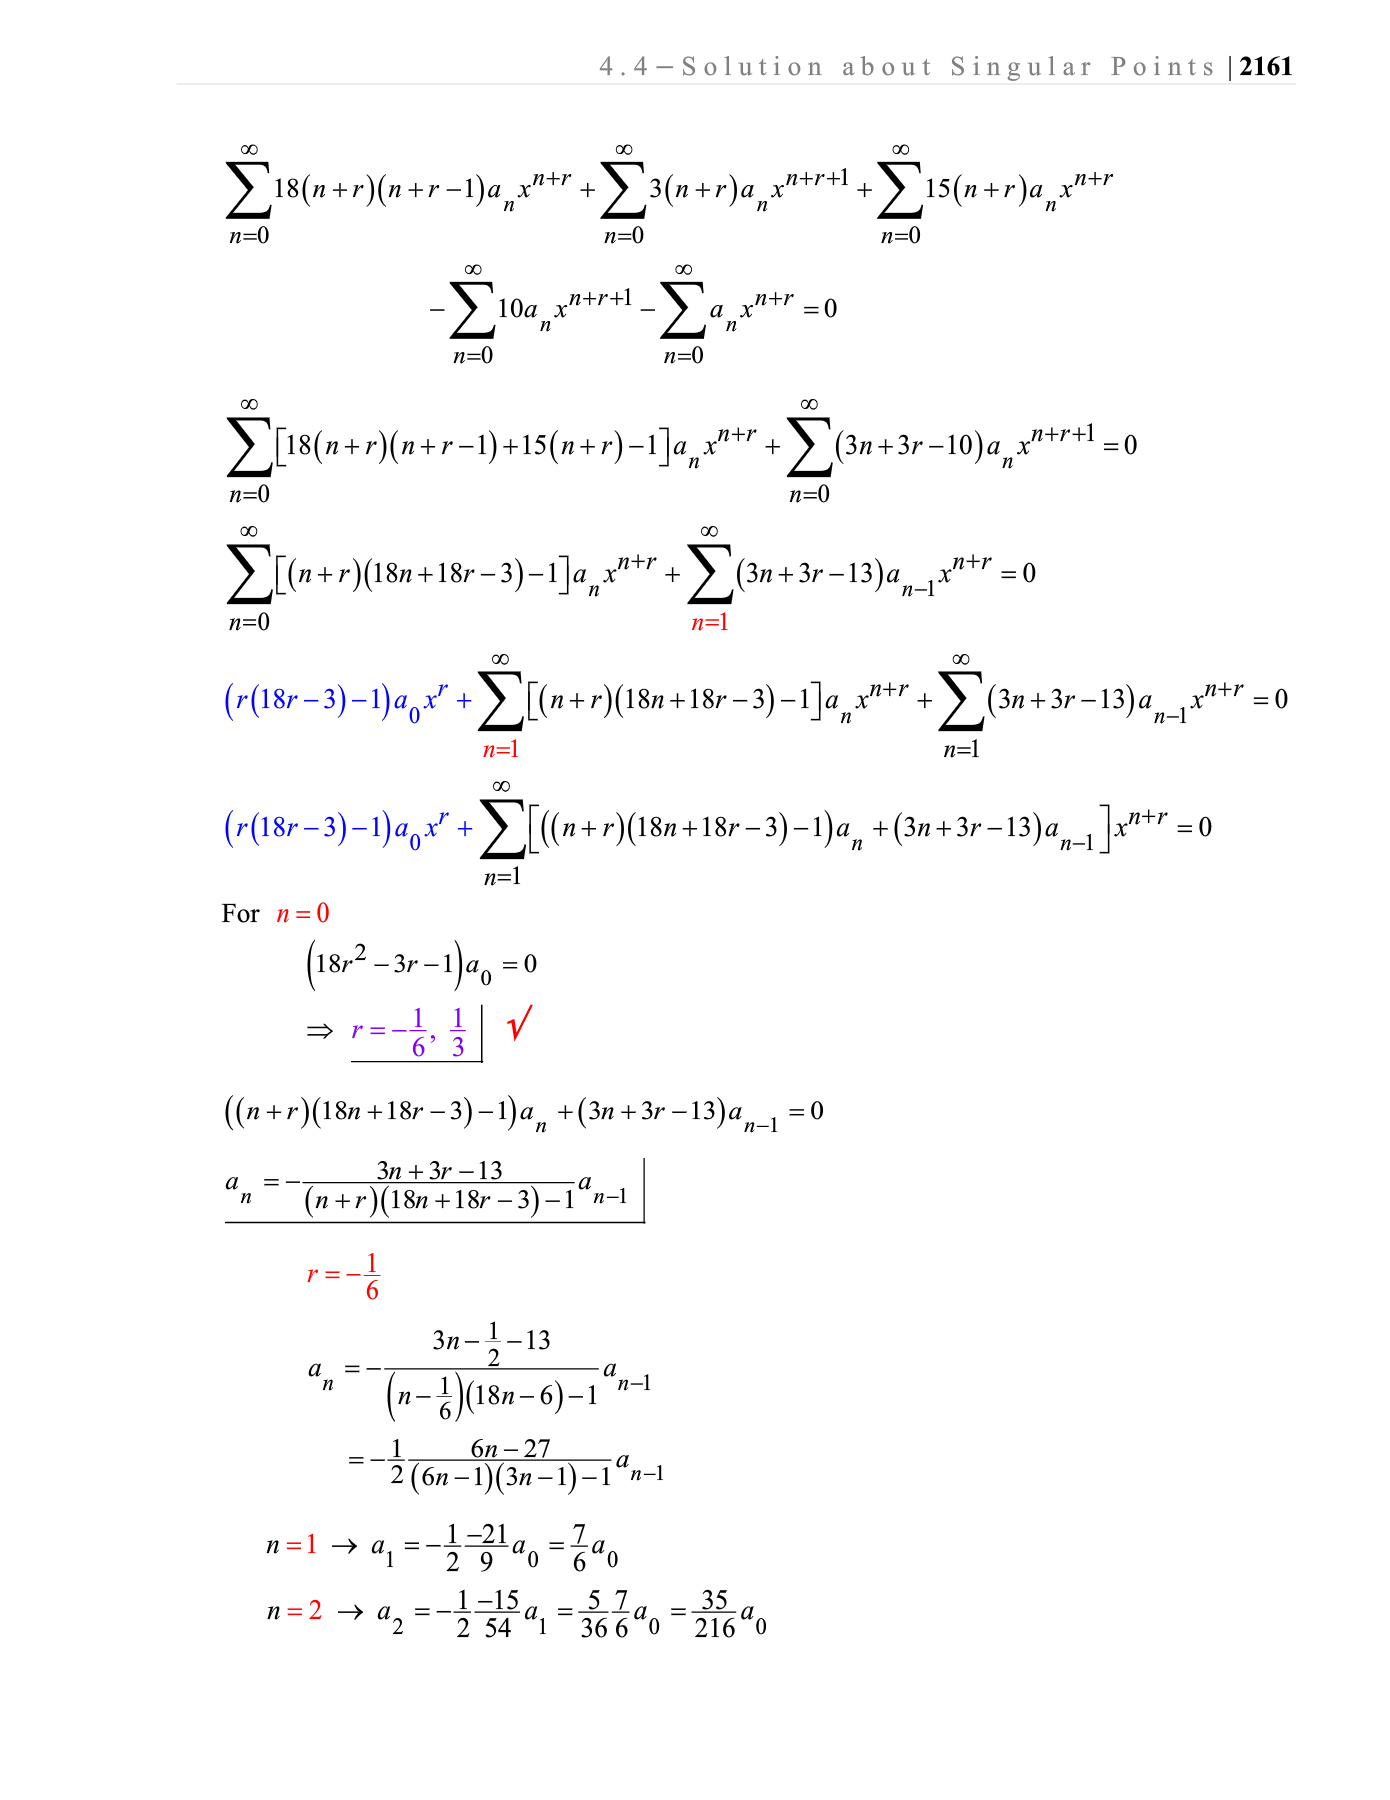 4.4 – Solution about Singular Points | 2161
$\sum_{n=0}^{\infty} 18(n+r)(n+r-1)a_n x^{n+r} + \sum_{n=0}^{\infty} 3(n+r)a_n x^{n+r+1} + \sum_{n=0}^{\infty} 15(n+r)a_n x^{n+r}$
$- \sum_{n=0}^{\infty} 10a_n x^{n+r+1} - \sum_{n=0}^{\infty} a_n x^{n+r} = 0$
$\sum_{n=0}^{\infty} [18(n+r)(n+r-1)+15(n+r)-1]a_n x^{n+r} + \sum_{n=0}^{\infty} (3n+3r-10)a_n x^{n+r+1} = 0$
$\sum_{n=0}^{\infty} [(n+r)(18n+18r-3)-1]a_n x^{n+r} + \sum_{n=1}^{\infty} (3n+3r-13)a_{n-1} x^{n+r} = 0$
$(r(18r-3)-1)a_0 x^r + \sum_{n=1}^{\infty} [(n+r)(18n+18r-3)-1]a_n x^{n+r} + \sum_{n=1}^{\infty} (3n+3r-13)a_{n-1} x^{n+r} = 0$
$(r(18r-3)-1)a_0 x^r + \sum_{n=1}^{\infty} [((n+r)(18n+18r-3)-1)a_n + (3n+3r-13)a_{n-1}] x^{n+r} = 0$
For $n = 0$
$(18r^2 - 3r - 1)a_0 = 0$
$\Rightarrow r = -\frac{1}{6}, \frac{1}{3}$ √
$((n+r)(18n+18r-3)-1)a_n + (3n+3r-13)a_{n-1} = 0$
$a_n = -\frac{3n+3r-13}{(n+r)(18n+18r-3)-1} a_{n-1}$
$r = -\frac{1}{6}$
$a_n = -\frac{3n-\frac{1}{2}-13}{(n-\frac{1}{6})(18n-6)-1} a_{n-1}$
$= -\frac{1}{2} \frac{6n-27}{(6n-1)(3n-1)-1} a_{n-1}$
$n = 1 \rightarrow a_1 = -\frac{1}{2} \frac{-21}{9} a_0 = \frac{7}{6} a_0$
$n = 2 \rightarrow a_2 = -\frac{1}{2} \frac{-15}{54} a_1 = \frac{5}{36} \frac{7}{6} a_0 = \frac{35}{216} a_0$